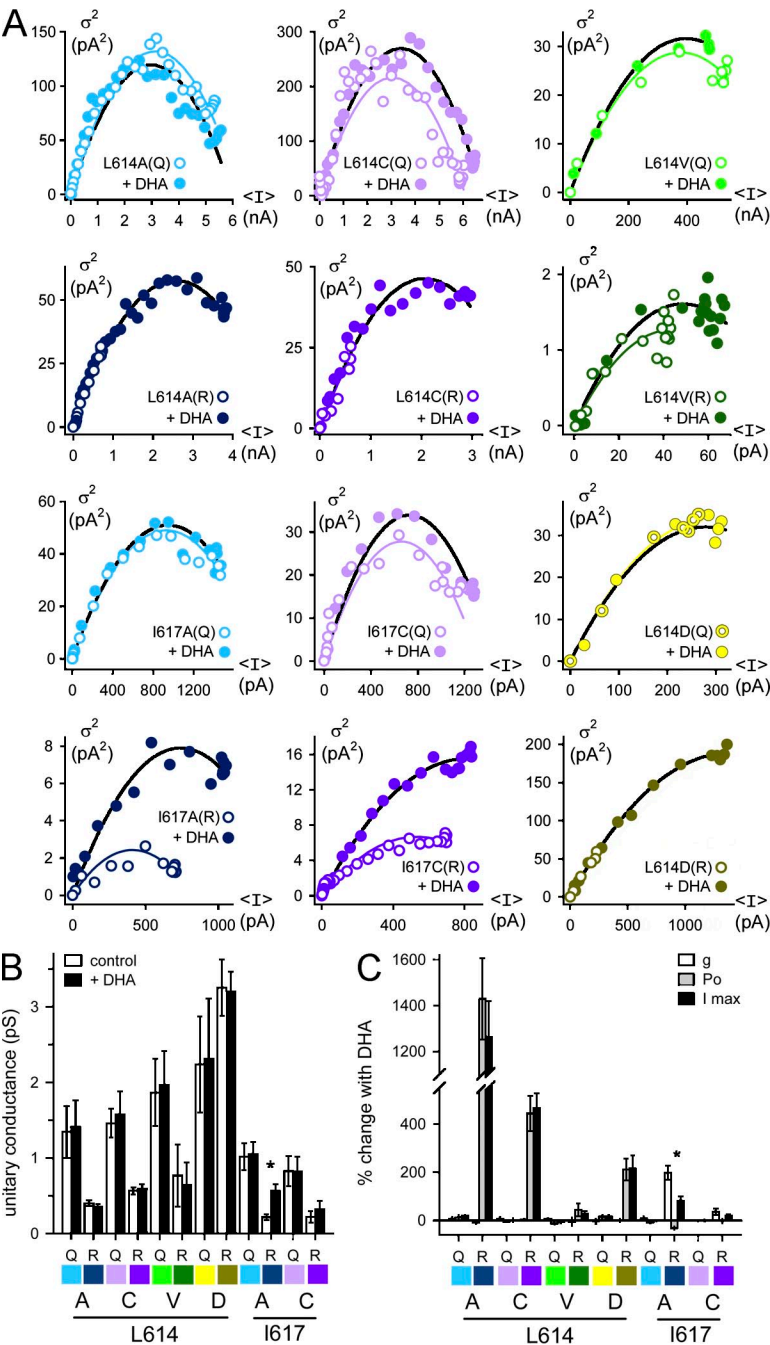 A
σ2 (pA2)
150
100
50
0
0 1 2 3 4 5 6
<I> (nA)
L614A(Q)
+ DHA
σ2 (pA2)
300
200
100
0
0 1 2 3 4 5 6
<I> (nA)
L614C(Q)
+ DHA
σ2 (pA2)
30
20
10
0
0 200 400
<I> (nA)
L614V(Q)
+ DHA
σ2 (pA2)
50
25
0
0 1 2 3 4
<I> (nA)
L614A(R)
+ DHA
σ2 (pA2)
50
25
0
0 1 2 3
<I> (nA)
L614C(R)
+ DHA
σ2 (pA2)
2
1
0
0 20 40 60
<I> (pA)
L614V(R)
+ DHA
σ2 (pA2)
60
40
20
0
0 400 800 1200
<I> (pA)
I617A(Q)
+ DHA
σ2 (pA2)
30
20
10
0
0 400 800 1200
<I> (pA)
I617C(Q)
+ DHA
σ2 (pA2)
30
20
10
0
0 100 200 300
<I> (pA)
L614D(Q)
+ DHA
σ2 (pA2)
8
6
4
2
0
0 500 1000
<I> (pA)
I617A(R)
+ DHA
σ2 (pA2)
16
12
8
4
0
0 400 800
<I> (pA)
I617C(R)
+ DHA
σ2 (pA2)
200
150
100
50
0
0 500 1000
<I> (pA)
L614D(R)
+ DHA
B
control
+ DHA
unitary conductance (pS)
3
2
1
0
*
Q R Q R Q R Q R Q R Q R
A C V D A C
L614 I617
C
g
Po
I max
% change with DHA
1600
1400
1200
400
200
0
*
Q R Q R Q R Q R Q R Q R
A C V D A C
L614 I617